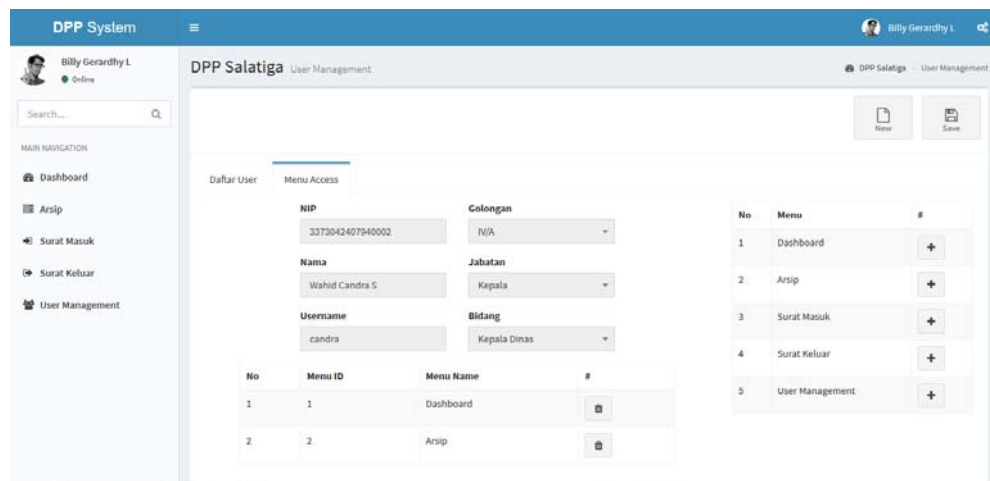 DPP System
Billy Gerardhy L
Billy Gerardhy L
Online
DPP Salatiga User Management
DPP Salatiga User Management
Search...
New
Save
MAIN NAVIGATION
Dashboard
Arsip
Surat Masuk
Surat Keluar
User Management
Daftar User
Menu Access
NIP
Golongan
3373042407940002
IV/A
Nama
Jabatan
Wahid Candra S
Kepala
Username
Bidang
candra
Kepala Dinas
No Menu ID Menu Name #
1 1 Dashboard
2 2 Arsip
No Menu #
1 Dashboard +
2 Arsip +
3 Surat Masuk +
4 Surat Keluar +
5 User Management +